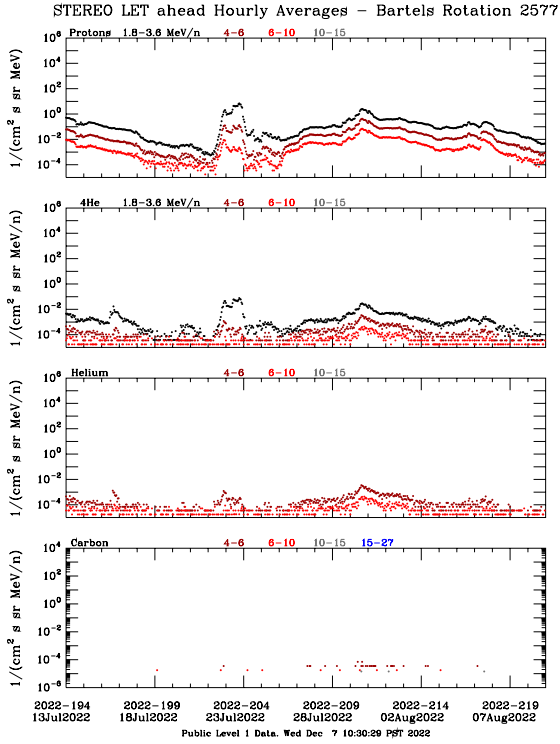 STEREO LET ahead Hourly Averages – Bartels Rotation 2577
Protons 1.8–3.6 MeV/n 4–6 6–10 10–15
1/(cm² s sr MeV)
10⁶
10⁴
10²
10⁰
10⁻²
10⁻⁴
4He 1.8–3.6 MeV/n 4–6 6–10 10–15
1/(cm² s sr MeV/n)
10⁶
10⁴
10²
10⁰
10⁻²
10⁻⁴
Helium 4–6 6–10 10–15
1/(cm² s sr MeV/n)
10⁶
10⁴
10²
10⁰
10⁻²
10⁻⁴
Carbon 4–6 6–10 10–15 15–27
1/(cm² s sr MeV/n)
10⁴
10²
10⁰
10⁻²
10⁻⁴
10⁻⁶
2022–194 2022–199 2022–204 2022–209 2022–214 2022–219
13Jul2022 18Jul2022 23Jul2022 28Jul2022 02Aug2022 07Aug2022
Public Level 1 Data. Wed Dec 7 10:30:29 PST 2022